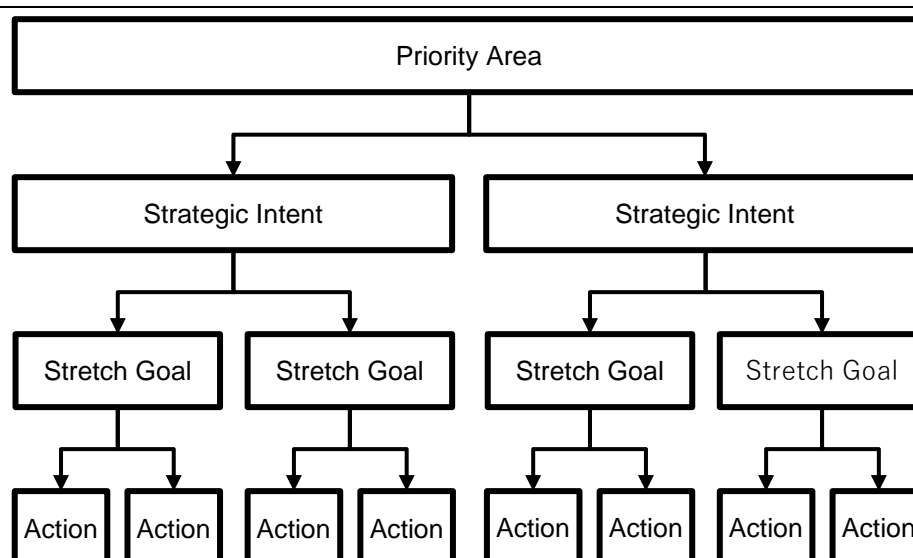 Priority Area
Strategic Intent
Strategic Intent
Stretch Goal
Stretch Goal
Stretch Goal
Stretch Goal
Action
Action
Action
Action
Action
Action
Action
Action